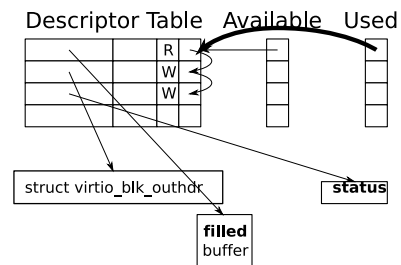 Descriptor Table Available Used
R
W
W
struct virtio_blk_outhdr
status
filled
buffer